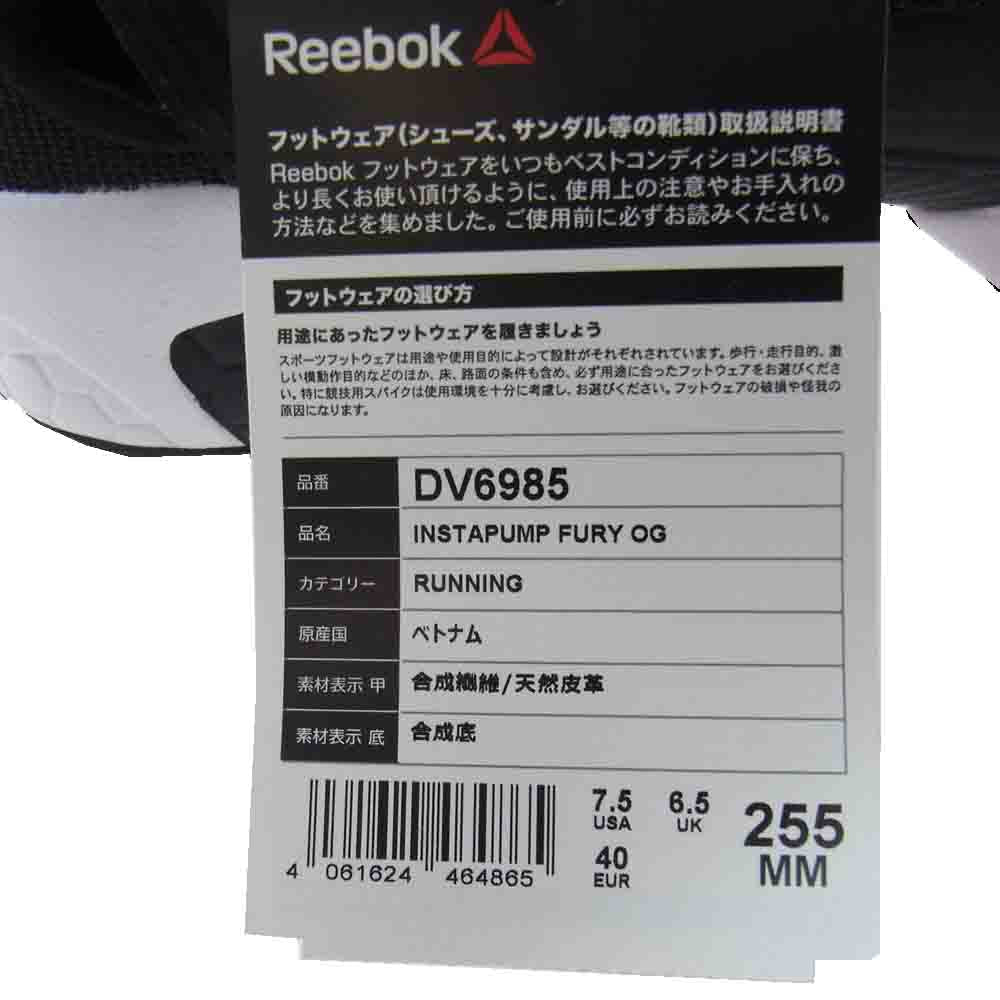 Reebok
フットウェア(シューズ、サンダル等の靴類)取扱説明書
Reebok フットウェアをいつもベストコンディションに保ち、
より長くお使い頂けるように、使用上の注意やお手入れの
方法などを集めました。ご使用前に必ずお読みください。
フットウェアの選び方
用途にあったフットウェアを履きましょう
スポーツフットウェアは用途や使用目的によって設計がそれぞれされています。歩行・走行目的、激
しい横動作目的などのほか、床、路面の条件も含め、必ず用途に合ったフットウェアをお選びくださ
い。特に競技用スパイクは使用環境を十分に考慮し、お選びください。フットウェアの破損や怪我の
原因になります。
品番 DV6985
品名 INSTAPUMP FURY OG
カテゴリー RUNNING
原産国 ベトナム
素材表示 甲 合成繊維/天然皮革
素材表示 底 合成底
7.5 USA 6.5 UK 255 MM
40 EUR
4 061624 464865